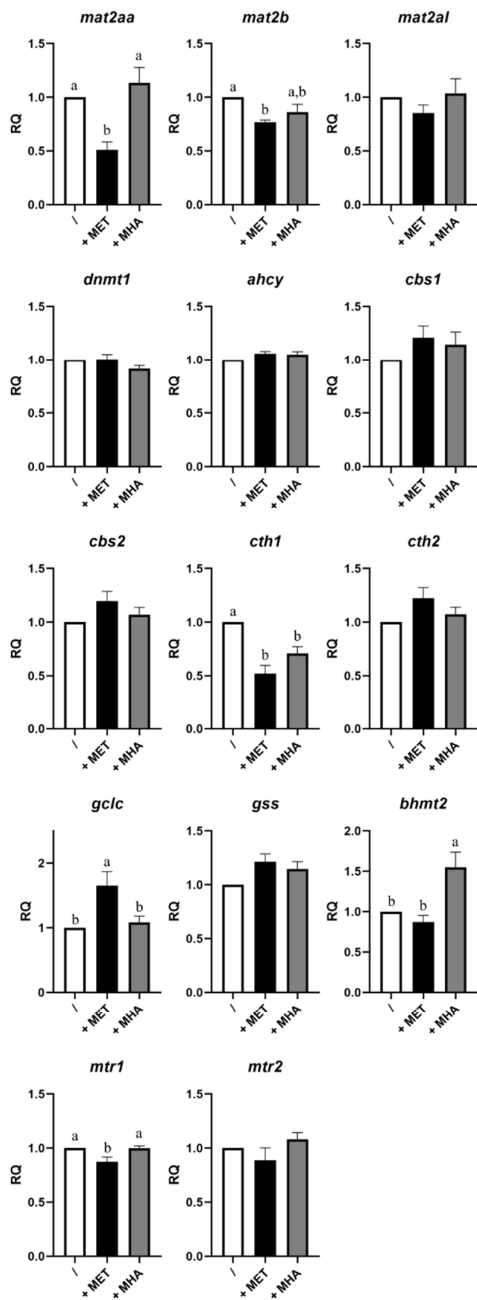 mat2aa
RQ
1.5
1.0
0.5
0.0
a
b
a
/
+ MET
+ MHA
mat2b
RQ
1.5
1.0
0.5
0.0
a
b
a,b
/
+ MET
+ MHA
mat2al
RQ
1.5
1.0
0.5
0.0
/
+ MET
+ MHA
dnmt1
RQ
1.5
1.0
0.5
0.0
/
+ MET
+ MHA
ahcy
RQ
1.5
1.0
0.5
0.0
/
+ MET
+ MHA
cbs1
RQ
1.5
1.0
0.5
0.0
/
+ MET
+ MHA
cbs2
RQ
1.5
1.0
0.5
0.0
/
+ MET
+ MHA
cth1
RQ
1.5
1.0
0.5
0.0
a
b
b
/
+ MET
+ MHA
cth2
RQ
1.5
1.0
0.5
0.0
/
+ MET
+ MHA
gclc
RQ
2
1
0
b
a
b
/
+ MET
+ MHA
gss
RQ
1.5
1.0
0.5
0.0
/
+ MET
+ MHA
bhmt2
RQ
2.0
1.5
1.0
0.5
0.0
b
b
a
/
+ MET
+ MHA
mtr1
RQ
1.5
1.0
0.5
0.0
a
b
a
/
+ MET
+ MHA
mtr2
RQ
1.5
1.0
0.5
0.0
/
+ MET
+ MHA